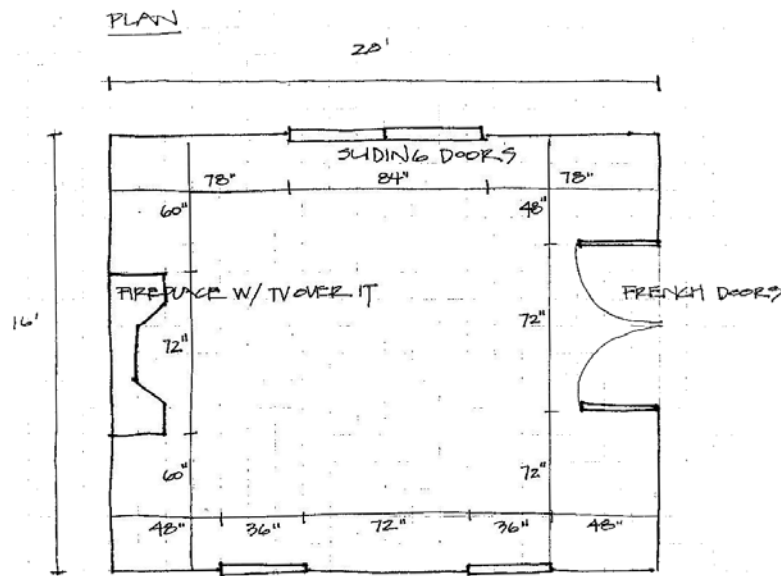 PLAN
20'
SLIDING DOORS
78" 84" 78"
60" 48"
FIREPLACE W/ TV OVER IT FRENCH DOORS
16' 72" 72"
60" 72"
48" 36" 72" 36" 48"